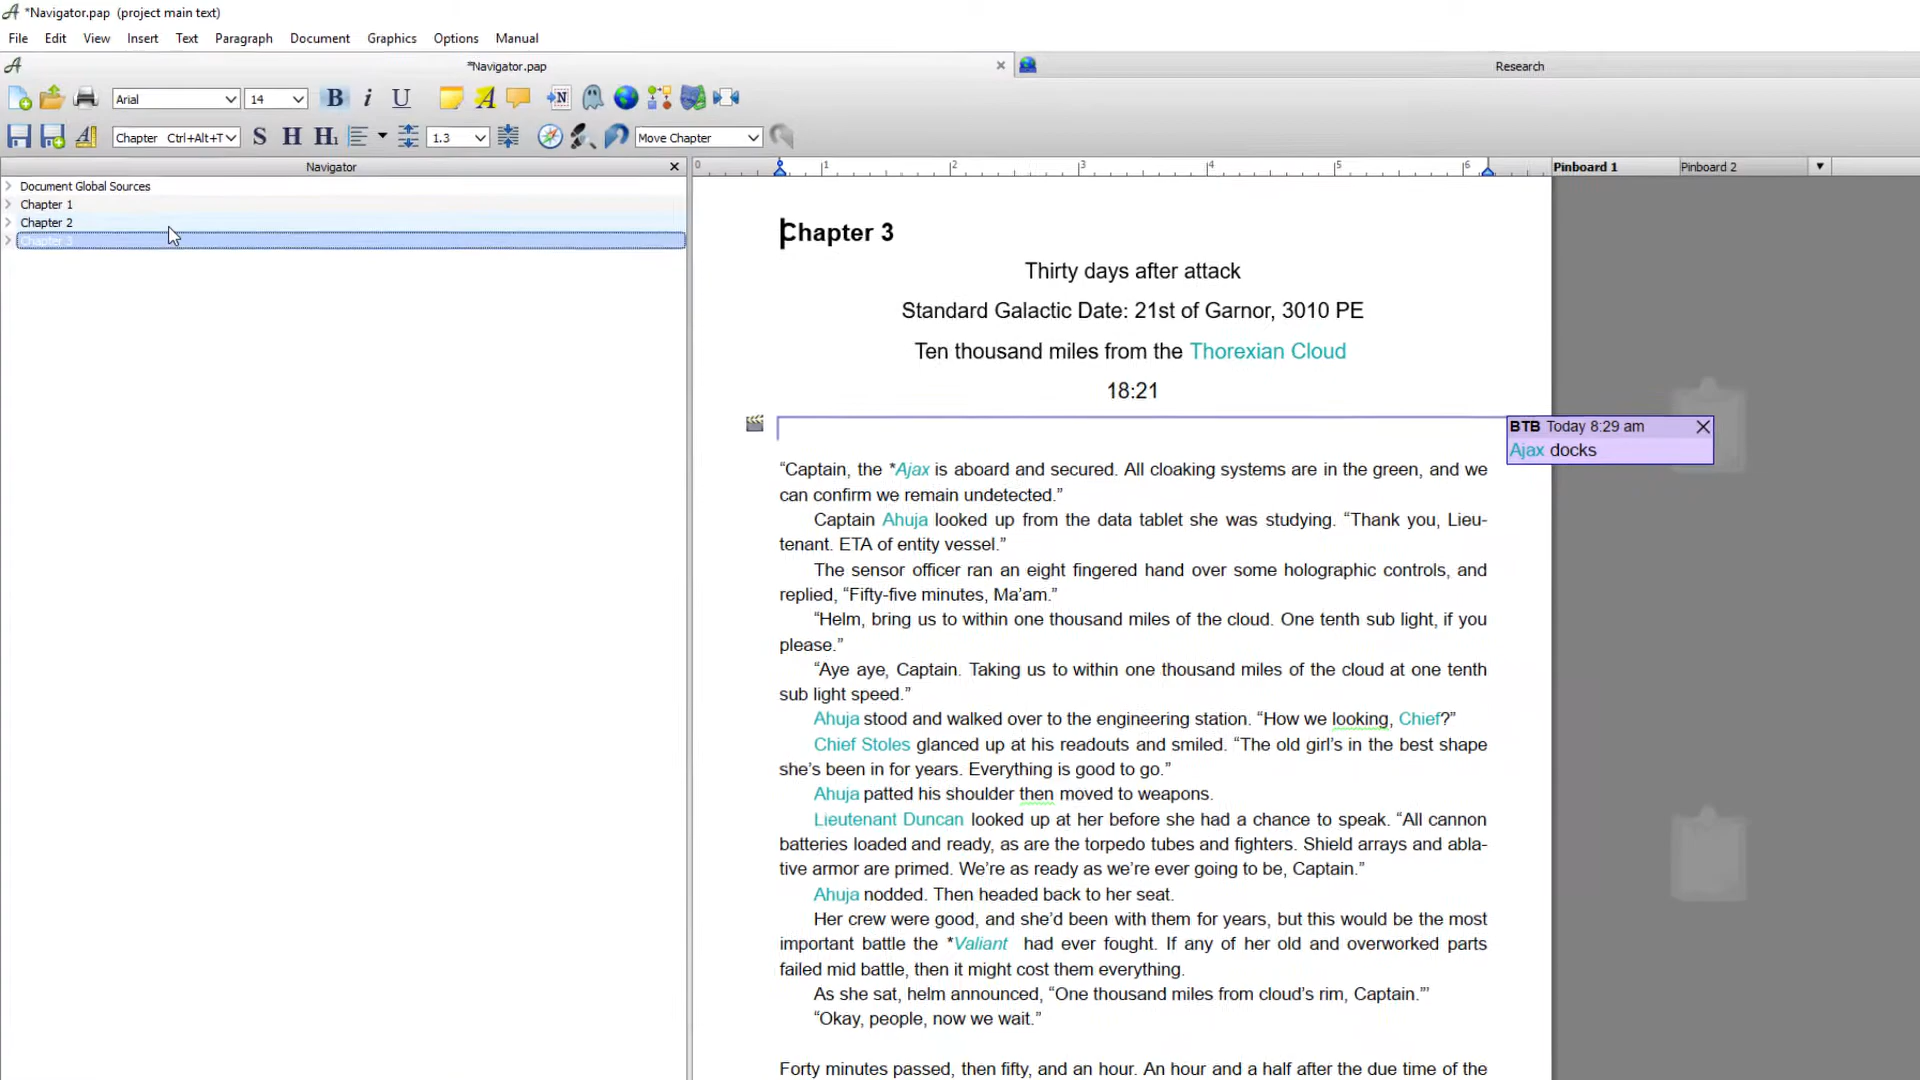 *Navigator.pap (project main text)
File Edit View Insert Text Paragraph Document Graphics Options Manual
*Navigator.pap
Research
Arial 14 B i U N
Chapter Ctrl+Alt+T S H H₁ 1.3 Move Chapter
Navigator
0 1 2 3 4 5 6
Pinboard 1 Pinboard 2
Document Global Sources
Chapter 1
Chapter 2
Chapter 3
Chapter 3
Thirty days after attack
Standard Galactic Date: 21st of Garnor, 3010 PE
Ten thousand miles from the Thorexian Cloud
18:21
BTB Today 8:29 am
Ajax docks
“Captain, the *Ajax is aboard and secured. All cloaking systems are in the green, and we
can confirm we remain undetected.”
Captain Ahuja looked up from the data tablet she was studying. “Thank you, Lieu-
tenant. ETA of entity vessel.”
The sensor officer ran an eight fingered hand over some holographic controls, and
replied, “Fifty-five minutes, Ma’am.”
“Helm, bring us to within one thousand miles of the cloud. One tenth sub light, if you
please.”
“Aye aye, Captain. Taking us to within one thousand miles of the cloud at one tenth
sub light speed.”
Ahuja stood and walked over to the engineering station. “How we looking, Chief?”
Chief Stoles glanced up at his readouts and smiled. “The old girl’s in the best shape
she’s been in for years. Everything is good to go.”
Ahuja patted his shoulder then moved to weapons.
Lieutenant Duncan looked up at her before she had a chance to speak. “All cannon
batteries loaded and ready, as are the torpedo tubes and fighters. Shield arrays and abla-
tive armor are primed. We’re as ready as we’re ever going to be, Captain.”
Ahuja nodded. Then headed back to her seat.
Her crew were good, and she’d been with them for years, but this would be the most
important battle the *Valiant had ever fought. If any of her old and overworked parts
failed mid battle, then it might cost them everything.
As she sat, helm announced, “One thousand miles from cloud’s rim, Captain.”’
“Okay, people, now we wait.”
Forty minutes passed, then fifty, and an hour. An hour and a half after the due time of the